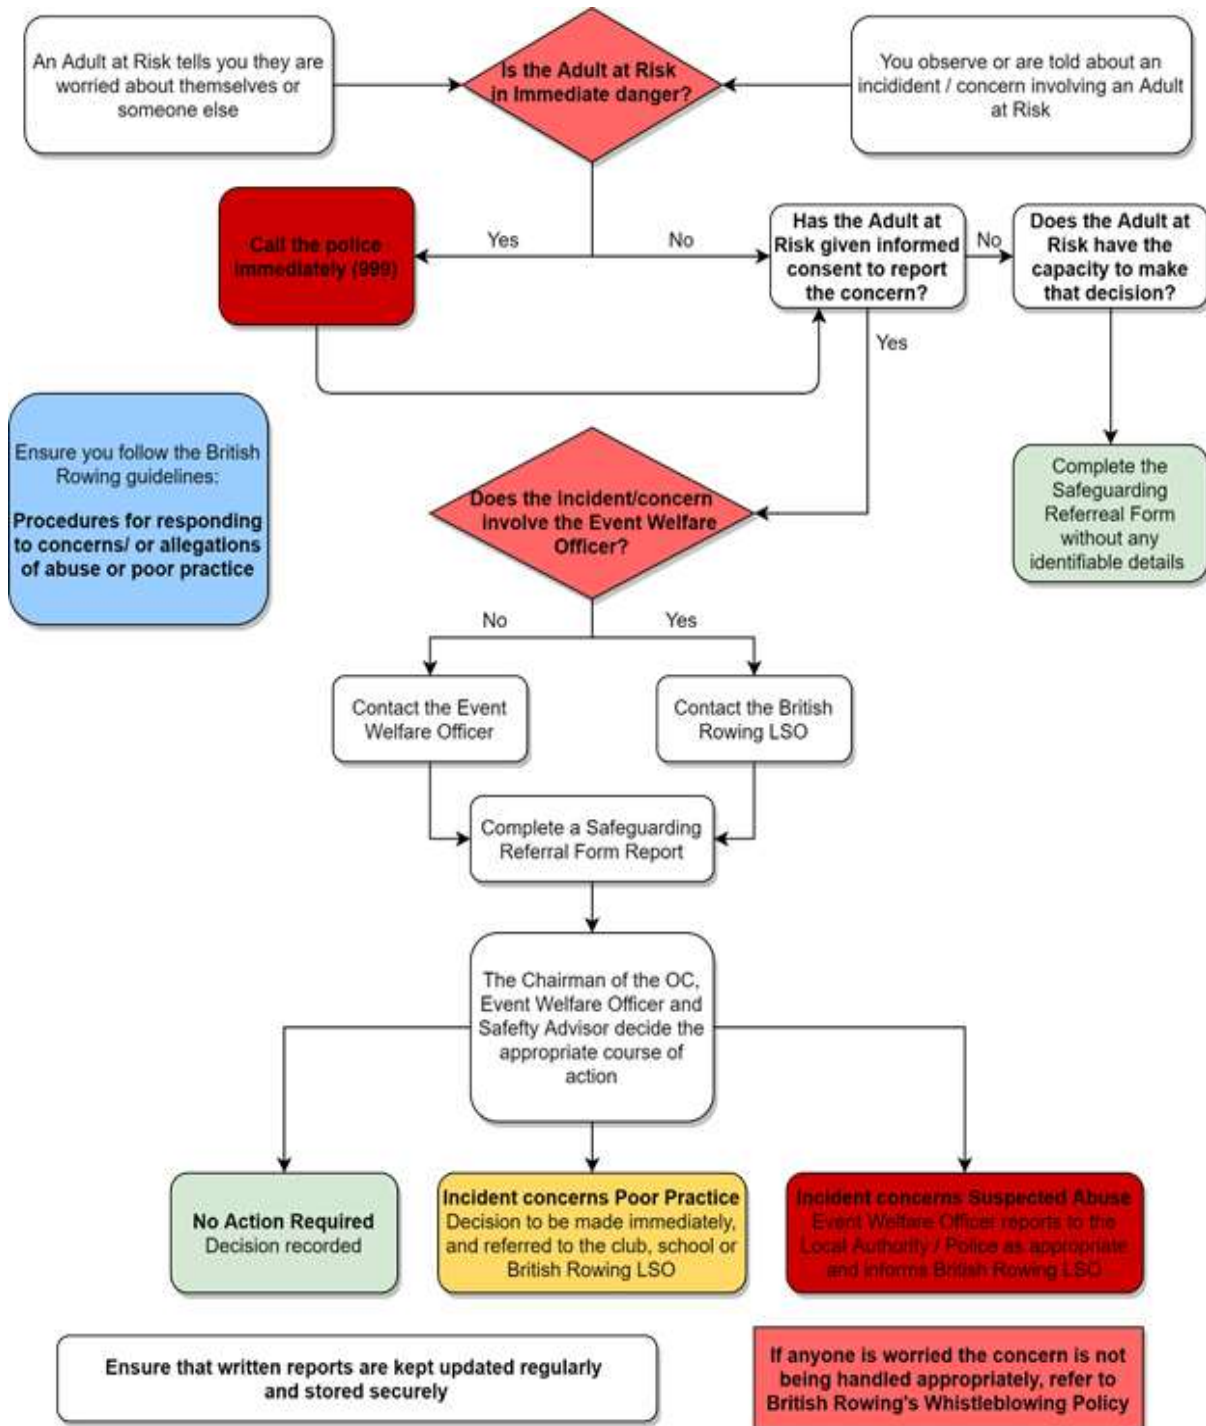 An Adult at Risk tells you they are
worried about themselves or
someone else
Is the Adult at Risk
in Immediate danger?
You observe or are told about an
incidident / concern involving an Adult
at Risk
Call the police
immediately (999)
Yes
No
Has the Adult at
Risk given informed
consent to report
the concern?
No
Does the Adult at
Risk have the
capacity to make
that decision?
Yes
Ensure you follow the British
Rowing guidelines:
Procedures for responding
to concerns/ or allegations
of abuse or poor practice
Does the Incident/concern
involve the Event Welfare
Officer?
Complete the
Safeguarding
Referreal Form
without any
identifiable details
No
Yes
Contact the Event
Welfare Officer
Contact the British
Rowing LSO
Complete a Safeguarding
Referral Form Report
The Chairman of the OC,
Event Welfare Officer and
Safefty Advisor decide the
appropriate course of
action
No Action Required
Decision recorded
Incident concerns Poor Practice
Decision to be made immediately,
and referred to the club, school or
British Rowing LSO
Incident concerns Suspected Abuse
Event Welfare Officer reports to the
Local Authority / Police as appropriate
and informs British Rowing LSO
Ensure that written reports are kept updated regularly
and stored securely
If anyone is worried the concern is not
being handled appropriately, refer to
British Rowing's Whistleblowing Policy